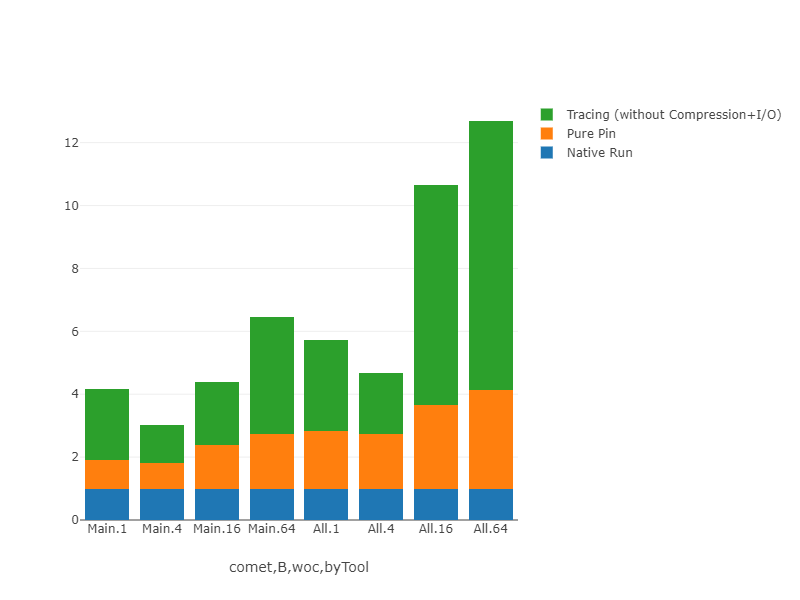 Tracing (without Compression+I/O)
Pure Pin
Native Run
12
10
8
6
4
2
0
Main.1 Main.4 Main.16 Main.64 All.1 All.4 All.16 All.64
comet,B,woc,byTool